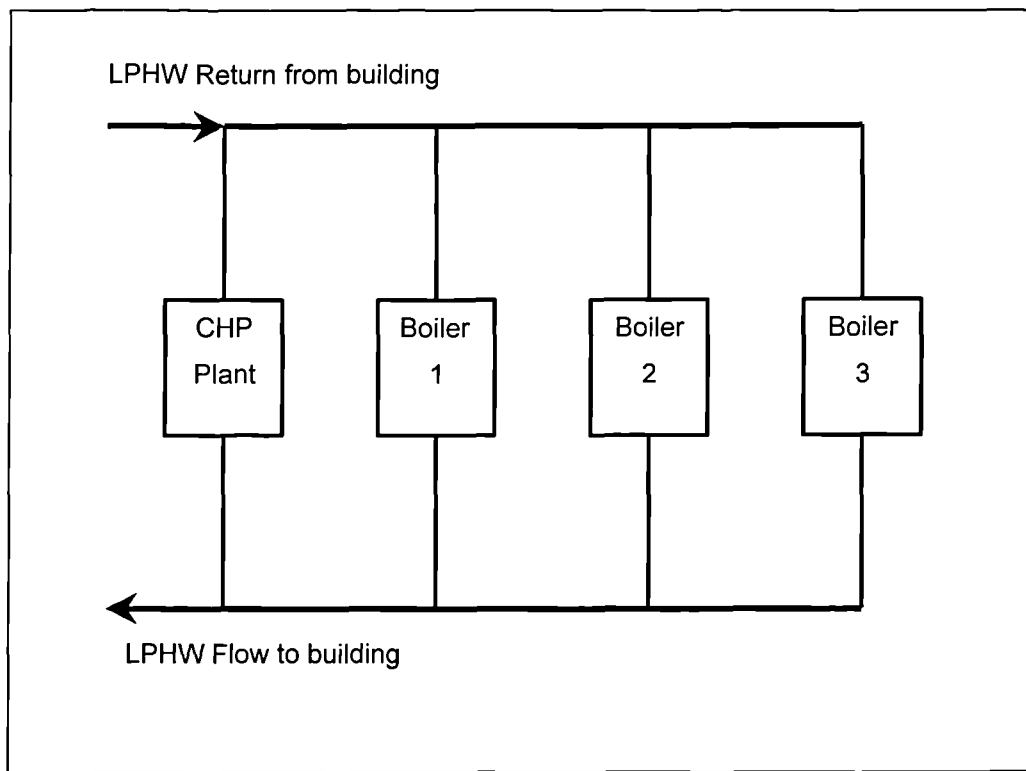 LPHW Return from building
CHP
Plant
Boiler
1
Boiler
2
Boiler
3
LPHW Flow to building